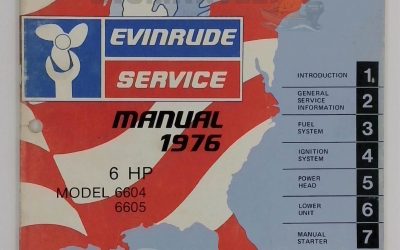 EVINRUDE
SERVICE
MANUAL
1976
6 HP
MODEL 6604
6605
INTRODUCTION 1
GENERAL
SERVICE
INFORMATION 2
FUEL
SYSTEM 3
IGNITION
SYSTEM 4
POWER
HEAD 5
LOWER
UNIT 6
MANUAL
STARTER 7